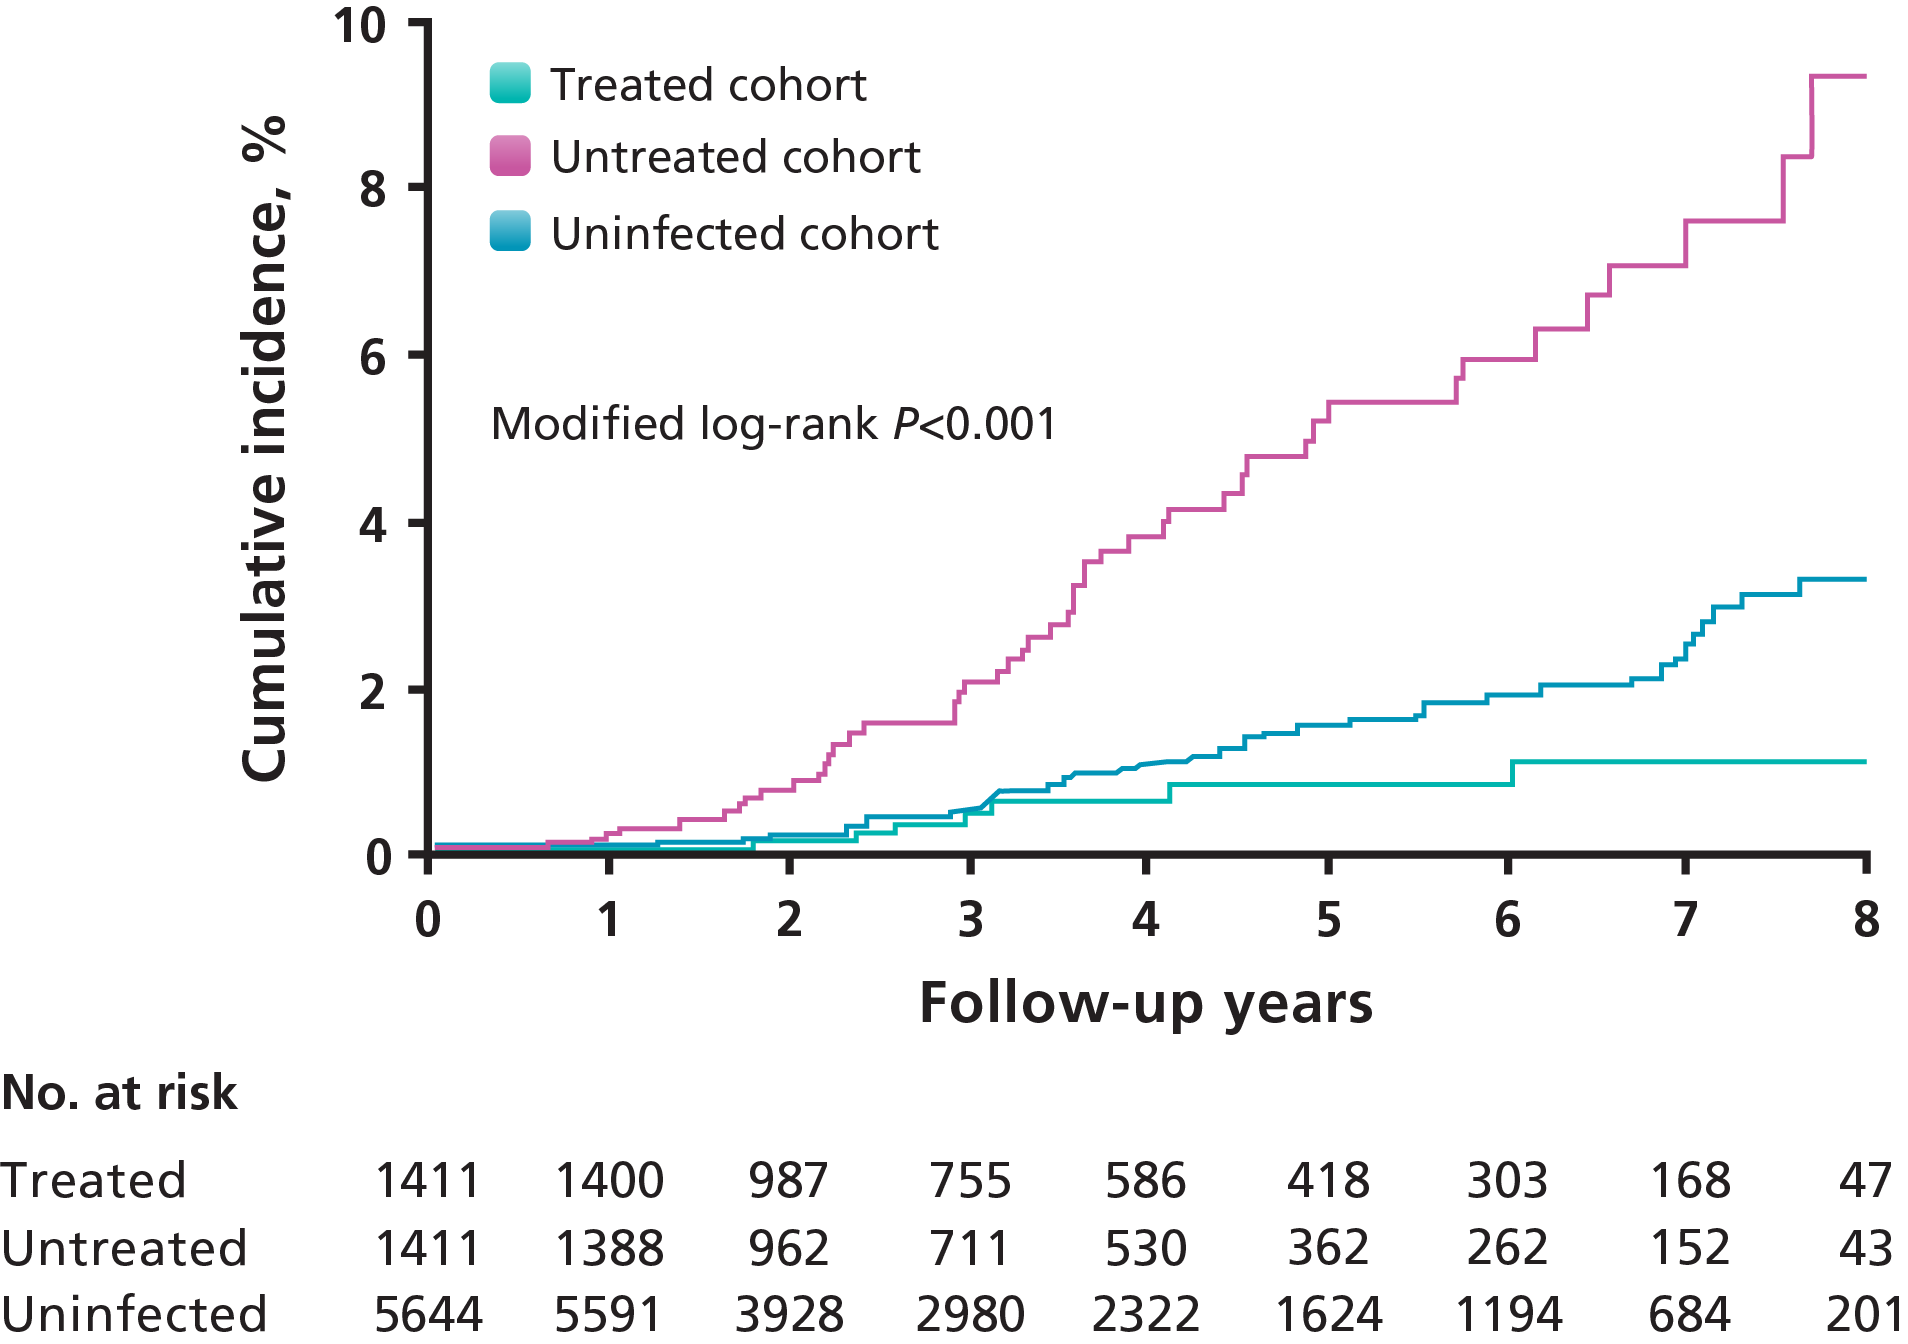 10
Treated cohort
Untreated cohort
8
Uninfected cohort
6
Modified log-rank P<0.001
4
2
0
Cumulative incidence, %
0 1 2 3 4 5 6 7 8
Follow-up years
No. at risk
Treated 1411 1400 987 755 586 418 303 168 47
Untreated 1411 1388 962 711 530 362 262 152 43
Uninfected 5644 5591 3928 2980 2322 1624 1194 684 201